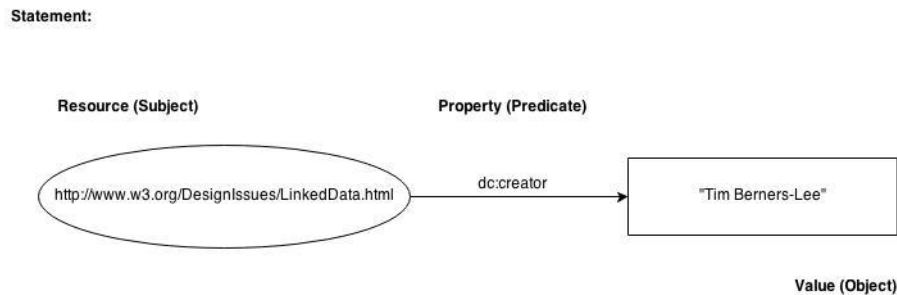 Statement:
Resource (Subject)
Property (Predicate)
http://www.w3.org/DesignIssues/LinkedData.html
dc:creator
"Tim Berners-Lee"
Value (Object)